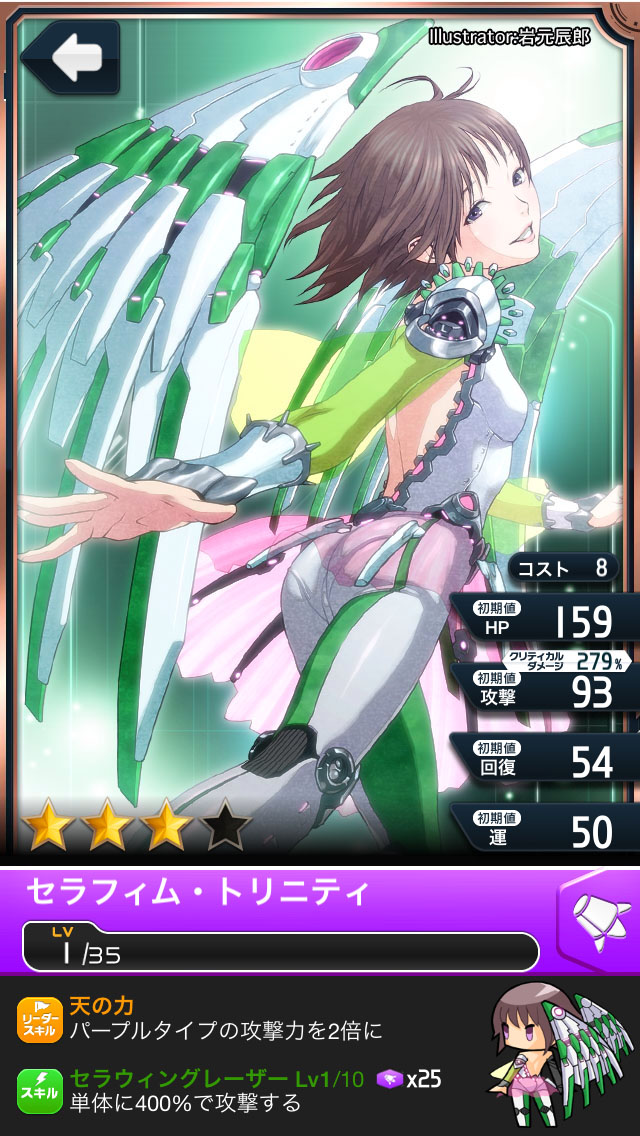 Illustrator:岩元辰郎
コスト 8
初期値
HP 159
クリティカル
ダメージ 279%
初期値
攻撃 93
初期値
回復 54
初期値
運 50
セラフィム・トリニティ
LV
1/35
リーダー
スキル
天の力
パープルタイプの攻撃力を2倍に
スキル
セラウィングレーザー Lv1/10 x25
単体に400%で攻撃する